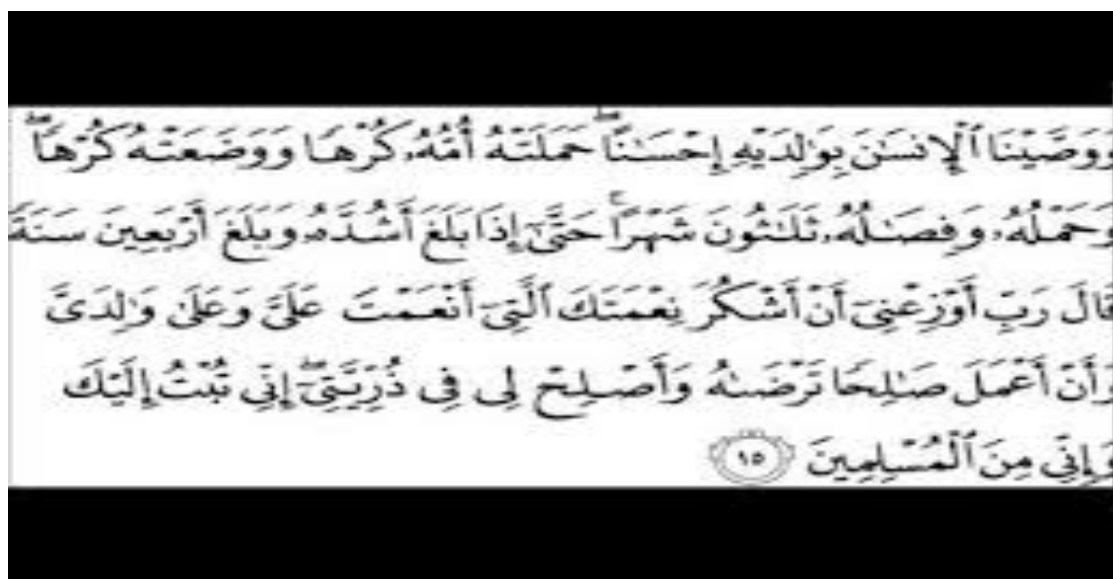 وَوَصَّيْنَا ٱلْإِنسَٰنَ بِوَٰلِدَيْهِ إِحْسَٰنًا ۖ حَمَلَتْهُ أُمُّهُۥ كُرْهًا وَوَضَعَتْهُ كُرْهًا ۖ
وَحَمْلُهُۥ وَفِصَٰلُهُۥ ثَلَٰثُونَ شَهْرًا ۚ حَتَّىٰٓ إِذَا بَلَغَ أَشُدَّهُۥ وَبَلَغَ أَرْبَعِينَ سَنَةً
قَالَ رَبِّ أَوْزِعْنِىٓ أَنْ أَشْكُرَ نِعْمَتَكَ ٱلَّتِىٓ أَنْعَمْتَ عَلَىَّ وَعَلَىٰ وَٰلِدَىَّ
وَأَنْ أَعْمَلَ صَٰلِحًا تَرْضَىٰهُ وَأَصْلِحْ لِى فِى ذُرِّيَّتِىٓ ۖ إِنِّى تُبْتُ إِلَيْكَ
وَإِنِّى مِنَ ٱلْمُسْلِمِينَ ١٥